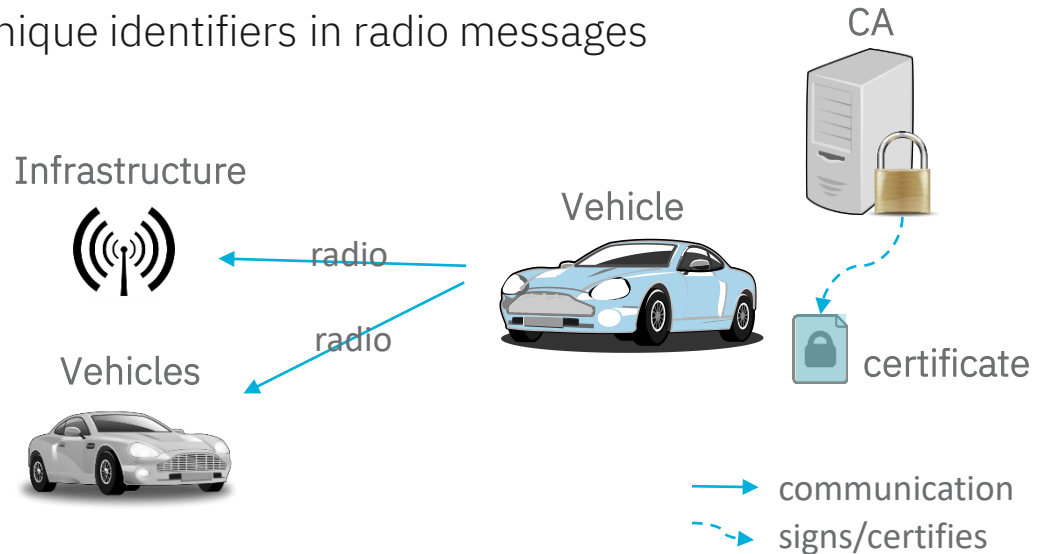 nique identifiers in radio messages
CA
Infrastructure
Vehicle
radio
radio
Vehicles
certificate
communication
signs/certifies